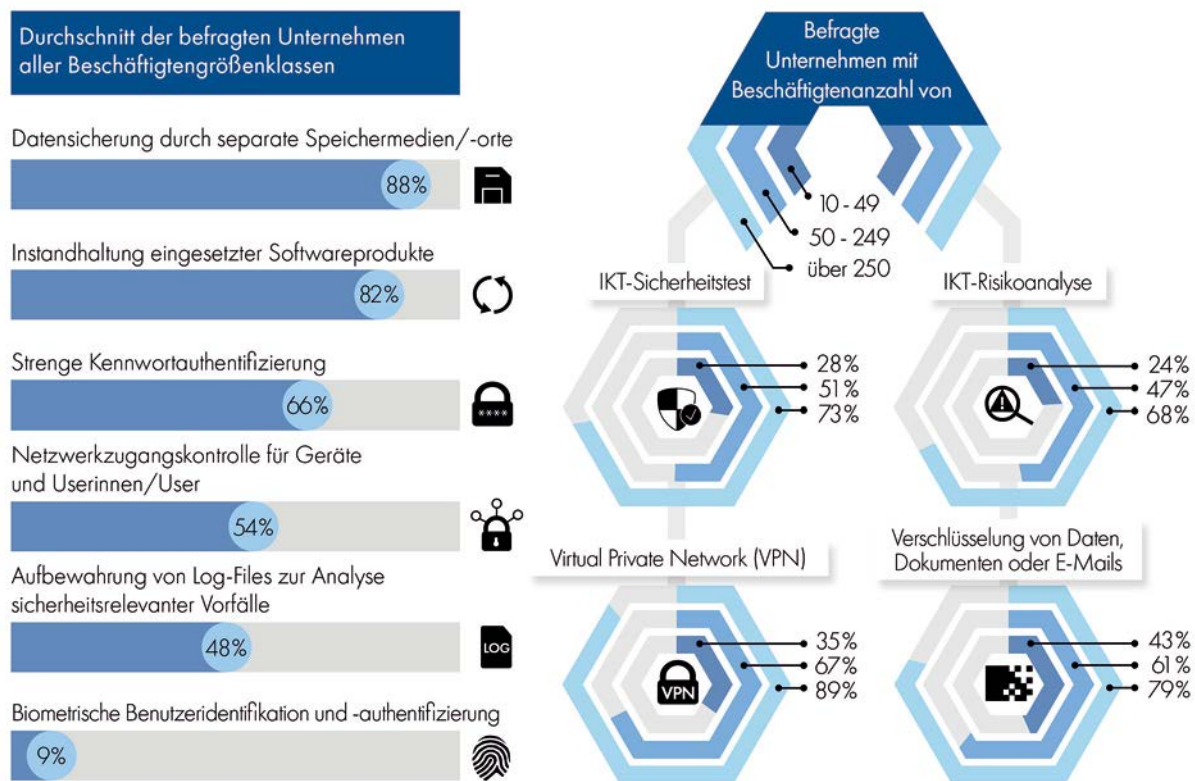 Durchschnitt der befragten Unternehmen
aller Beschäftigtengrößenklassen
Datensicherung durch separate Speichermedien/-orte
88%
Instandhaltung eingesetzter Softwareprodukte
82%
Strenge Kennwortauthentifizierung
66%
****
Netzwerkzugangskontrolle für Geräte
und Userinnen/User
54%
Aufbewahrung von Log-Files zur Analyse
sicherheitsrelevanter Vorfälle
48%
LOG
Biometrische Benutzeridentifikation und -authentifizierung
9%
Befragte
Unternehmen mit
Beschäftigtenanzahl von
10 - 49
50 - 249
über 250
IKT-Sicherheitstest
28%
51%
73%
IKT-Risikoanalyse
24%
47%
68%
Virtual Private Network (VPN)
35%
67%
89%
VPN
Verschlüsselung von Daten,
Dokumenten oder E-Mails
43%
61%
79%